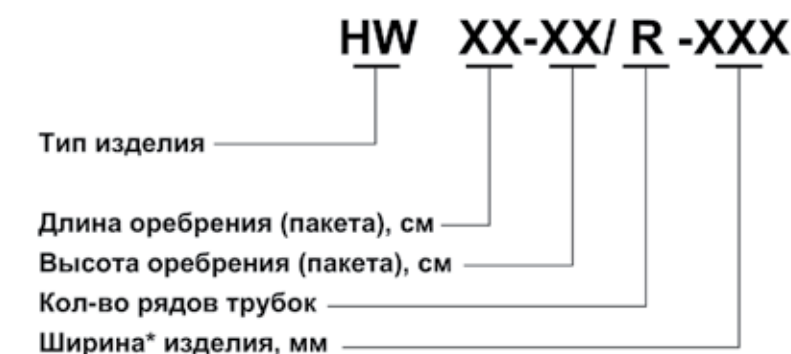 HW XX-XX/ R -XXX
Тип изделия
Длина оребрения (пакета), см
Высота оребрения (пакета), см
Кол-во рядов трубок
Ширина* изделия, мм